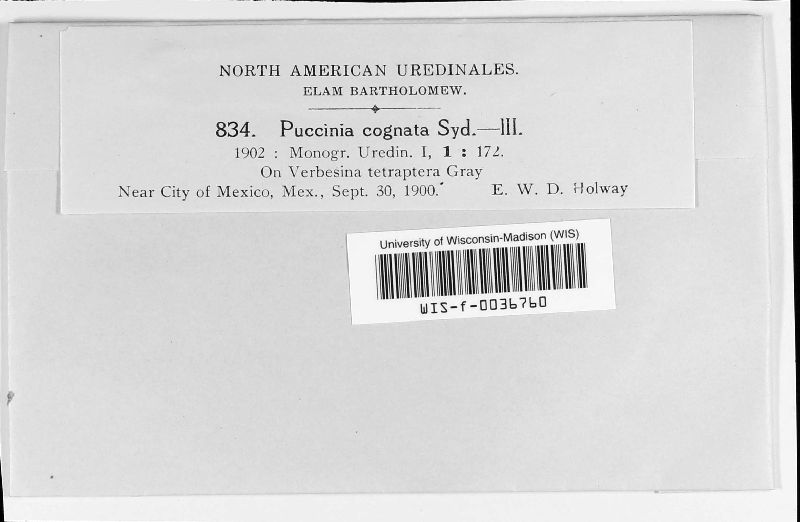 NORTH AMERICAN UREDINALES.
ELAM BARTHOLOMEW.
834. Puccinia cognata Syd.—III.
1902 : Monogr. Uredin. I, 1 : 172.
On Verbesina tetraptera Gray
Near City of Mexico, Mex., Sept. 30, 1900. E. W. D. Holway
University of Wisconsin-Madison (WIS)
WIS-f-0036760